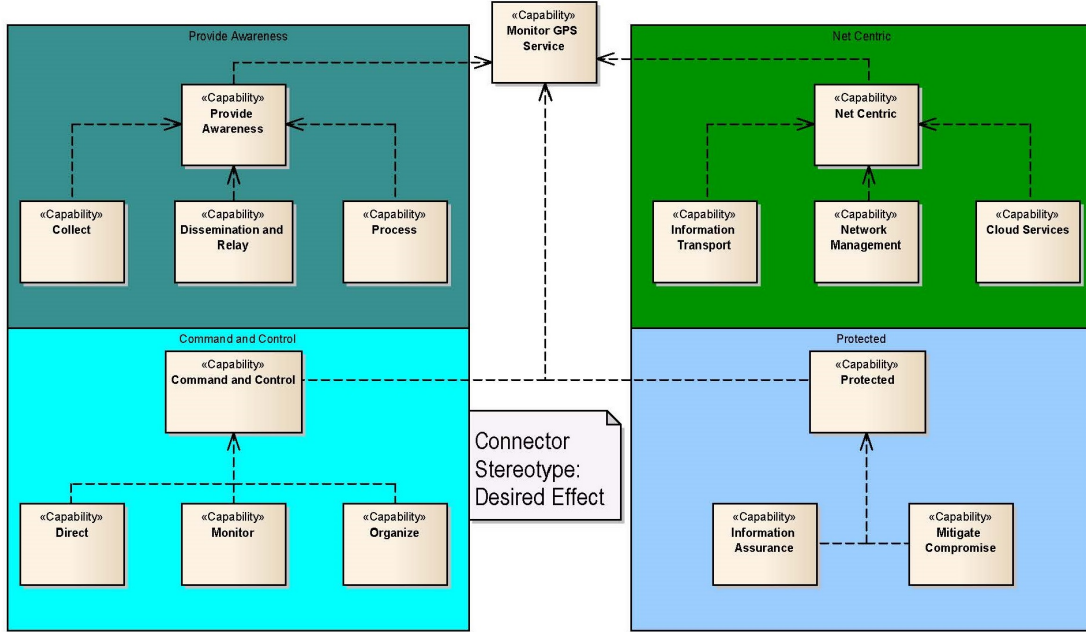 «Capability»
Monitor GPS
Service
Provide Awareness
«Capability»
Provide
Awareness
«Capability»
Collect
«Capability»
Dissemination and
Relay
«Capability»
Process
Net Centric
«Capability»
Net Centric
«Capability»
Information
Transport
«Capability»
Network
Management
«Capability»
Cloud Services
Command and Control
«Capability»
Command and Control
«Capability»
Direct
«Capability»
Monitor
«Capability»
Organize
Connector
Stereotype:
Desired Effect
Protected
«Capability»
Protected
«Capability»
Information
Assurance
«Capability»
Mitigate
Compromise